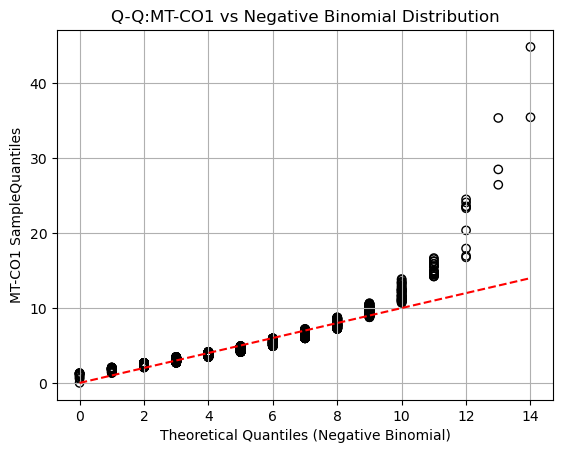 Q-Q:MT-CO1 vs Negative Binomial Distribution
MT-CO1 SampleQuantiles
40
30
20
10
0
0 2 4 6 8 10 12 14
Theoretical Quantiles (Negative Binomial)